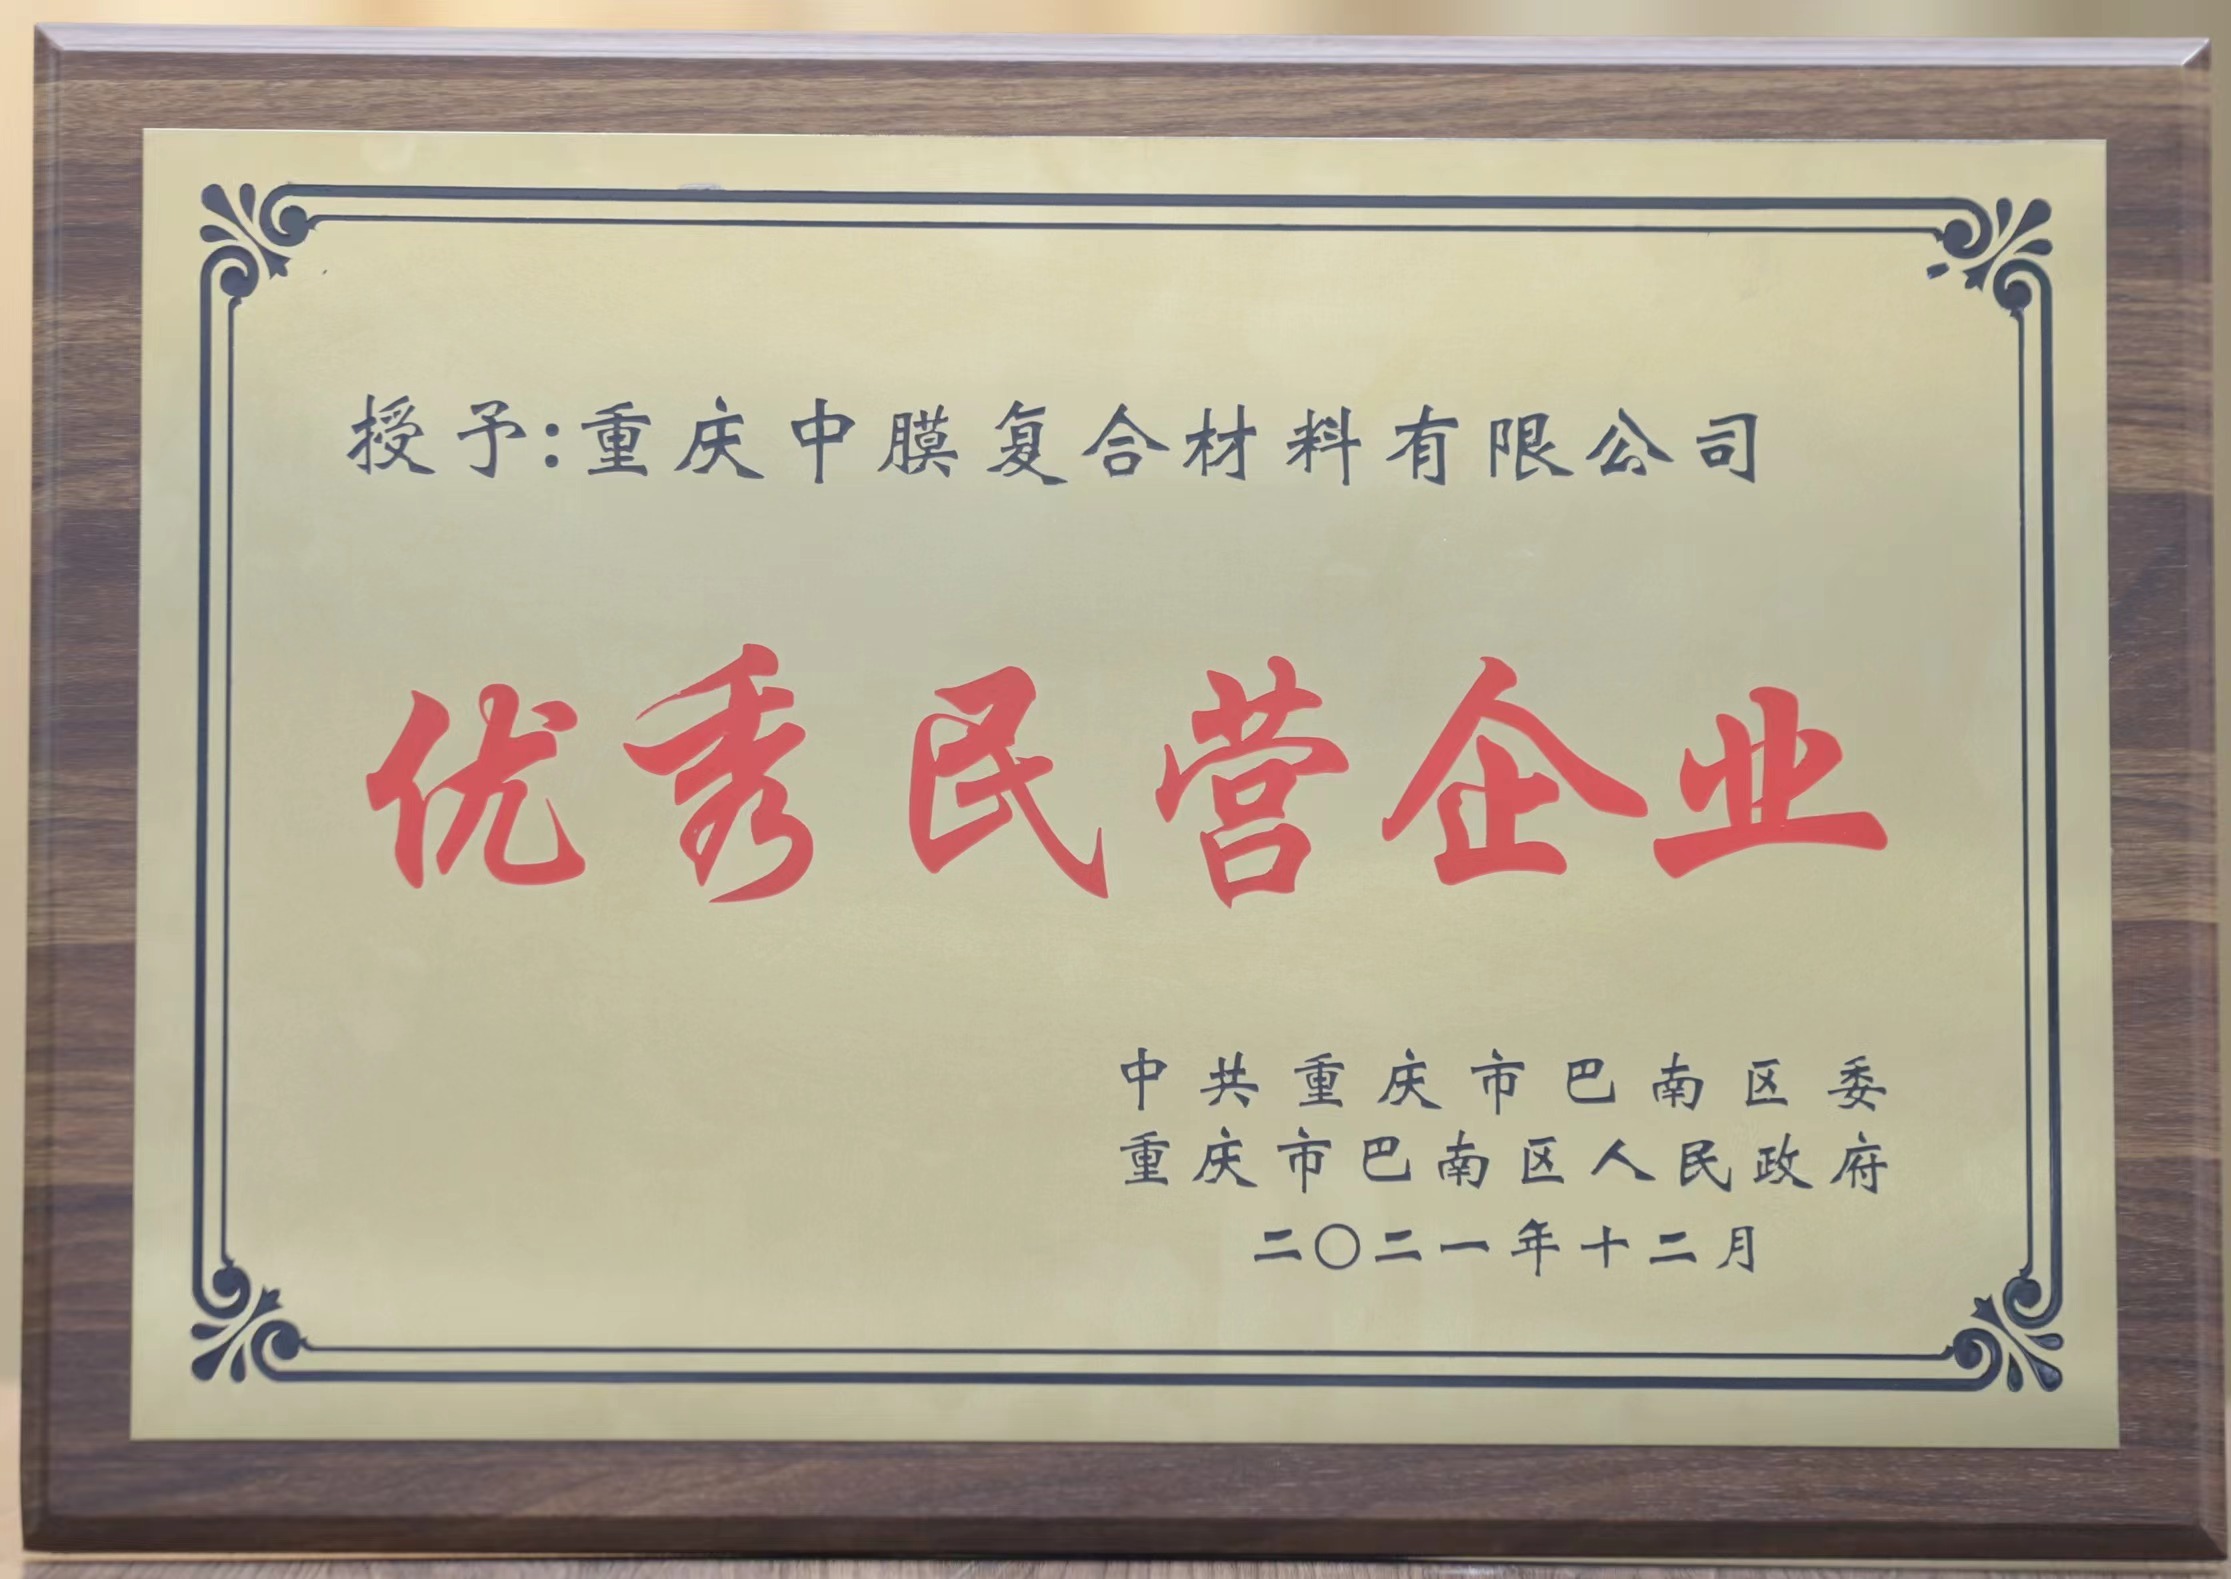 授予:重庆中膜复合材料有限公司
优秀民营企业
中共重庆市巴南区委
重庆市巴南区人民政府
二〇二一年十二月